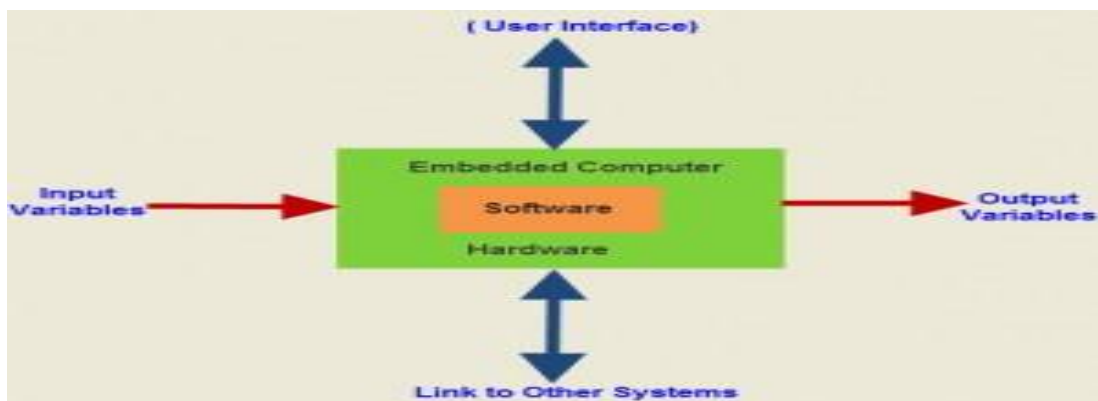 ( User Interface)
Embedded Computer
Input
Variables
Software
Output
Variables
Hardware
Link to Other Systems